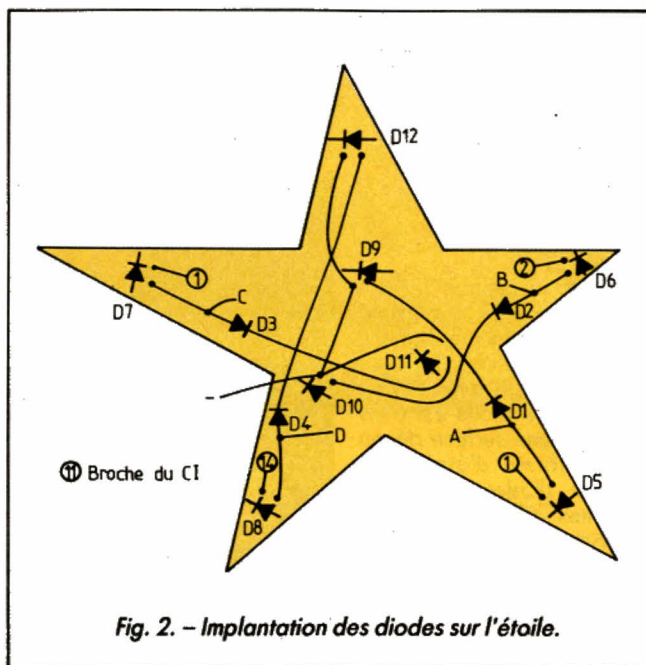 D12
D9
①
②
B
D6
D7
C
D3
D2
D11
–
D10
D1
D4
D
A
⑪ Broche du CI
⑭
①
D5
D8
Fig. 2. – Implantation des diodes sur l'étoile.